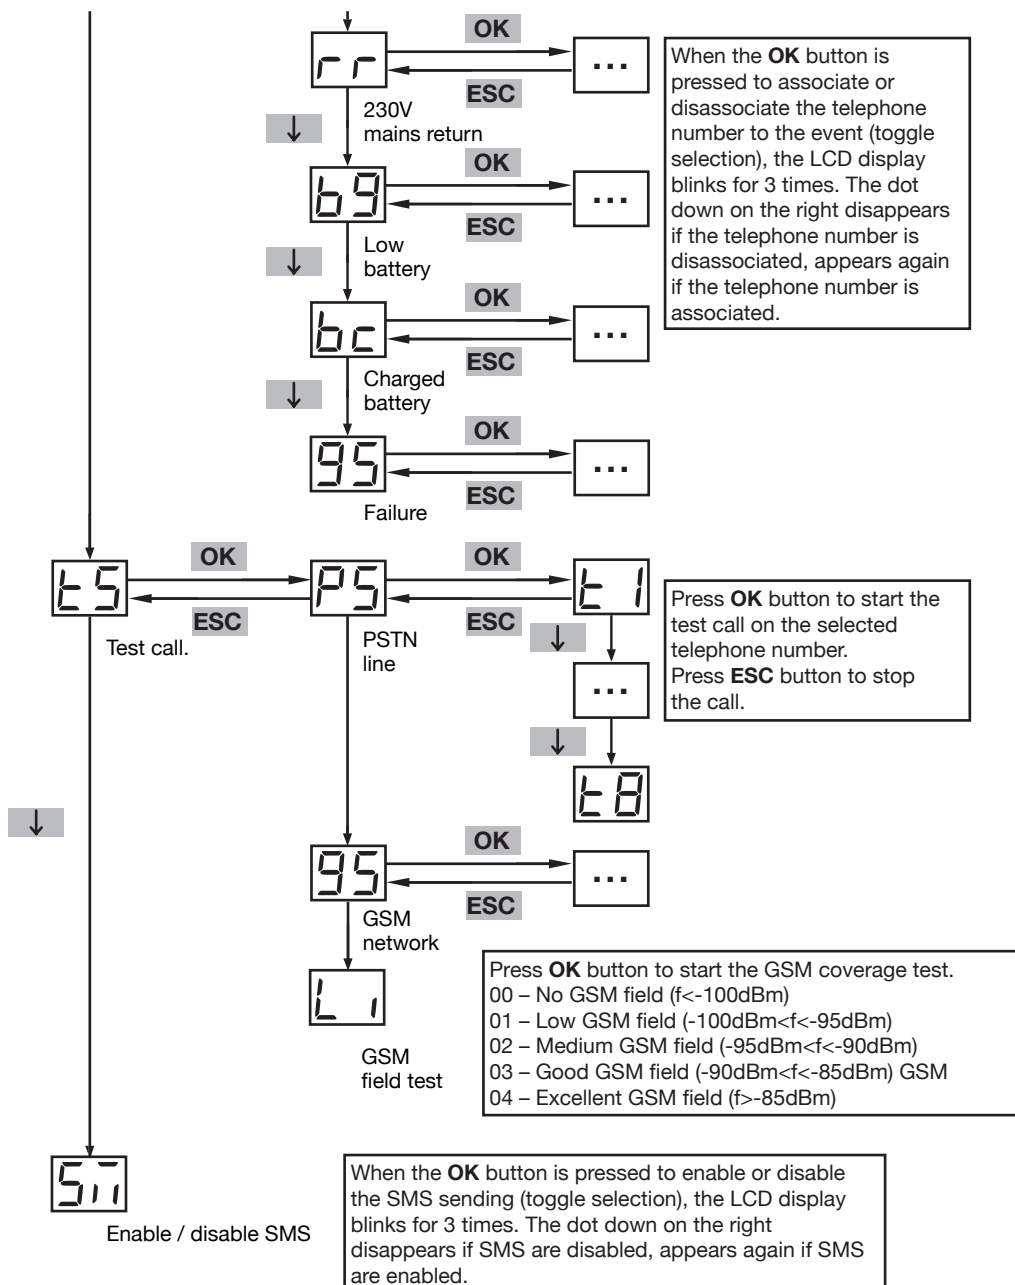 OK
rr
...
ESC
230V
mains return
↓
When the OK button is
pressed to associate or
disassociate the telephone
number to the event (toggle
selection), the LCD display
blinks for 3 times. The dot
down on the right disappears
if the telephone number is
disassociated, appears again
if the telephone number is
associated.
OK
b9
...
ESC
Low
battery
↓
OK
bc
...
ESC
Charged
battery
↓
OK
95
...
ESC
Failure
OK
OK
tS
PS
t1
ESC
ESC
Test call.
PSTN
line
↓
...
↓
t8
Press OK button to start the
test call on the selected
telephone number.
Press ESC button to stop
the call.
↓
OK
95
...
ESC
GSM
network
Li
GSM
field test
Press OK button to start the GSM coverage test.
00 – No GSM field (f<-100dBm)
01 – Low GSM field (-100dBm<f<-95dBm)
02 – Medium GSM field (-95dBm<f<-90dBm)
03 – Good GSM field (-90dBm<f<-85dBm) GSM
04 – Excellent GSM field (f>-85dBm)
Sm
Enable / disable SMS
When the OK button is pressed to enable or disable
the SMS sending (toggle selection), the LCD display
blinks for 3 times. The dot down on the right
disappears if SMS are disabled, appears again if SMS
are enabled.